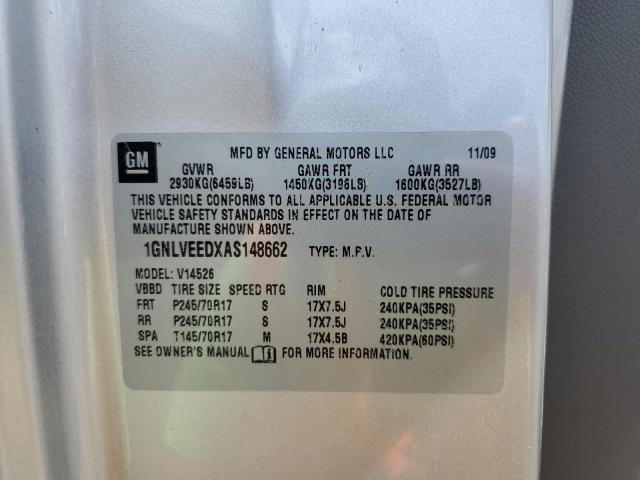 GM
MFD BY GENERAL MOTORS LLC 11/09
GVWR GAWR FRT GAWR RR
2930KG(6459LB) 1450KG(3196LB) 1600KG(3527LB)
THIS VEHICLE CONFORMS TO ALL APPLICABLE U.S. FEDERAL MOTOR
VEHICLE SAFETY STANDARDS IN EFFECT ON THE DATE OF
MANUFACTURE SHOWN ABOVE.
1GNLVEEDXAS148662 TYPE: M.P.V.
MODEL: V14526
VBBD TIRE SIZE SPEED RTG RIM COLD TIRE PRESSURE
FRT P245/70R17 S 17X7.5J 240KPA(35PSI)
RR P245/70R17 S 17X7.5J 240KPA(35PSI)
SPA T145/70R17 M 17X4.5B 420KPA(60PSI)
SEE OWNER'S MANUAL FOR MORE INFORMATION.